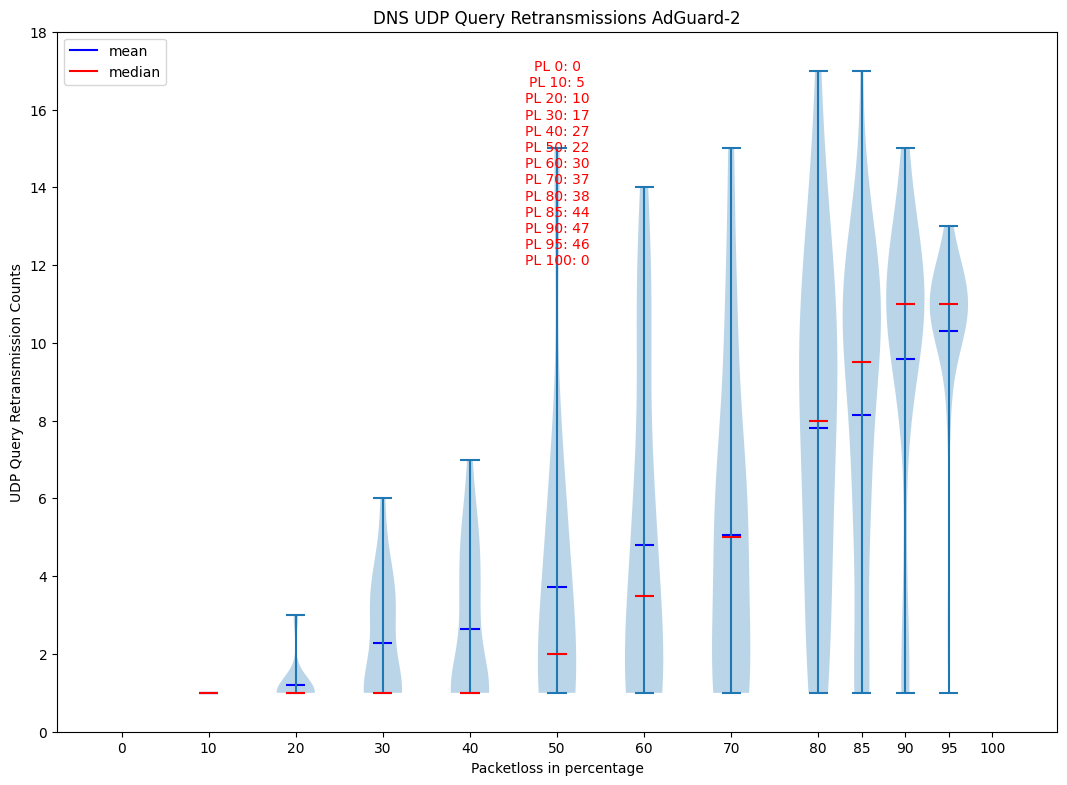 DNS UDP Query Retransmissions AdGuard-2
mean
median
PL 0: 0
PL 10: 5
PL 20: 10
PL 30: 17
PL 40: 27
PL 50: 22
PL 60: 30
PL 70: 37
PL 80: 38
PL 85: 44
PL 90: 47
PL 95: 46
PL 100: 0
UDP Query Retransmission Counts
18
16
14
12
10
8
6
4
2
0
0 10 20 30 40 50 60 70 80 85 90 95 100
Packetloss in percentage